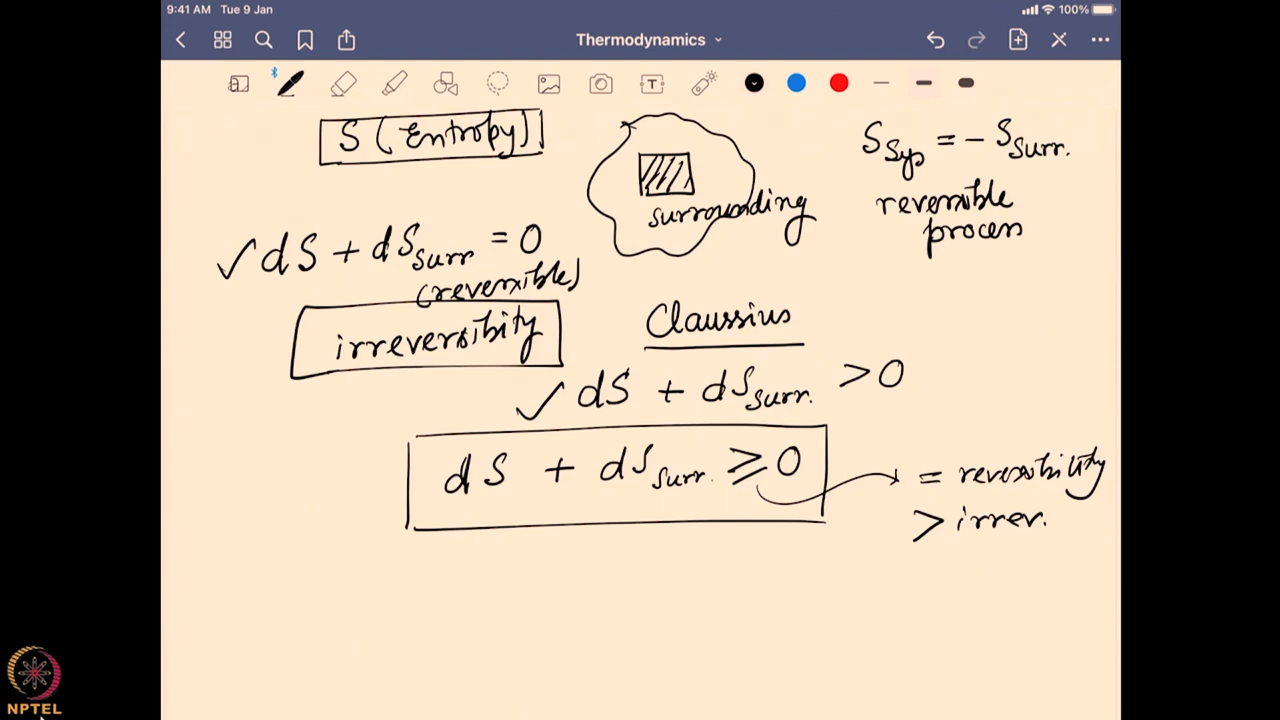 9:41 AM Tue 9 Jan
100%
Thermodynamics
T
S (Entropy)
surrounding
S_Sys = - S_Surr.
reversible
process
✓ dS + dS_Surr = 0
(reversible)
irreversibity
Claussius
✓ dS + dS_Surr. > 0
dS + dS_Surr. ≥ 0
= reversibility
> irrev.
NPTEL